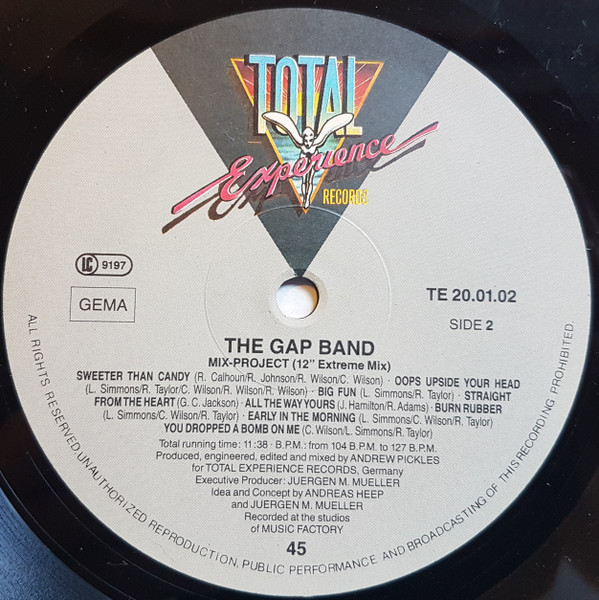 TOTAL
Experience
RECORDS
LC 9197
GEMA
TE 20.01.02
SIDE 2
THE GAP BAND
MIX-PROJECT (12" Extreme Mix)
SWEETER THAN CANDY (R. Calhoun/R. Johnson/R. Wilson/C. Wilson) · OOPS UPSIDE YOUR HEAD
(L. Simmons/R. Taylor/C. Wilson/R. Wilson/R. Wilson) · BIG FUN (L. Simmons/R. Taylor) · STRAIGHT
FROM THE HEART (G. C. Jackson) · ALL THE WAY YOURS (J. Hamilton/R. Adams) · BURN RUBBER
(L. Simmons/C. Wilson/R. Taylor) · EARLY IN THE MORNING (L. Simmons/C. Wilson/R. Taylor)
YOU DROPPED A BOMB ON ME (C. Wilson/L. Simmons/R. Taylor)
Total running time: 11:38 · B.P.M.: from 104 B.P.M. to 127 B.P.M.
Produced, engineered, edited and mixed by ANDREW PICKLES
for TOTAL EXPERIENCE RECORDS, Germany
Executive Producer: JUERGEN M. MUELLER
Idea and Concept by ANDREAS HEEP
and JUERGEN M. MUELLER
Recorded at the studios
of MUSIC FACTORY
45
ALL RIGHTS RESERVED. UNAUTHORIZED REPRODUCTION, PUBLIC PERFORMANCE AND BROADCASTING OF THIS RECORDING PROHIBITED.